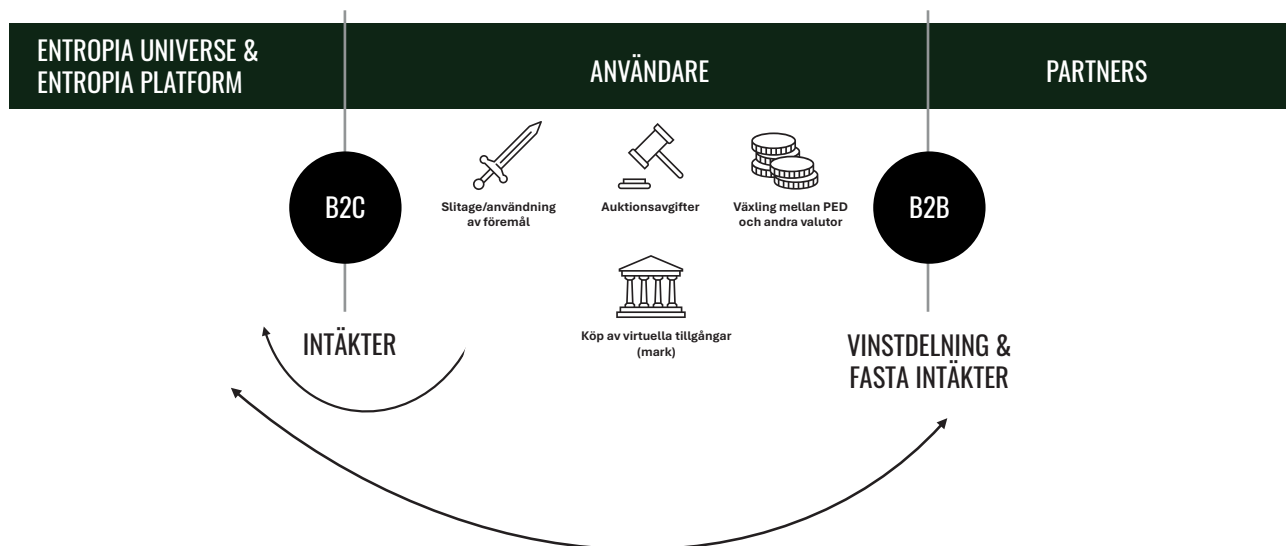 ENTROPIA UNIVERSE &
ENTROPIA PLATFORM
ANVÄNDARE
PARTNERS
B2C
Slitage/användning
av föremål
Auktionsavgifter
Växling mellan PED
och andra valutor
B2B
Köp av virtuella tillgångar
(mark)
INTÄKTER
VINSTDELNING &
FASTA INTÄKTER